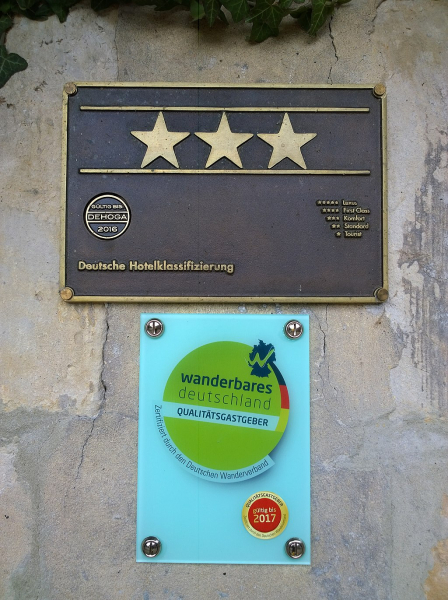 GÜLTIG BIS
DEHOGA
2016
***** Luxus
**** First Class
*** Komfort
** Standard
* Tourist
Deutsche Hotelklassifizierung
wanderbares
deutschland
QUALITÄTSGASTGEBER
Zertifiziert durch den Deutschen Wanderverband
QUALITÄTSGASTGEBER
gültig bis
2017